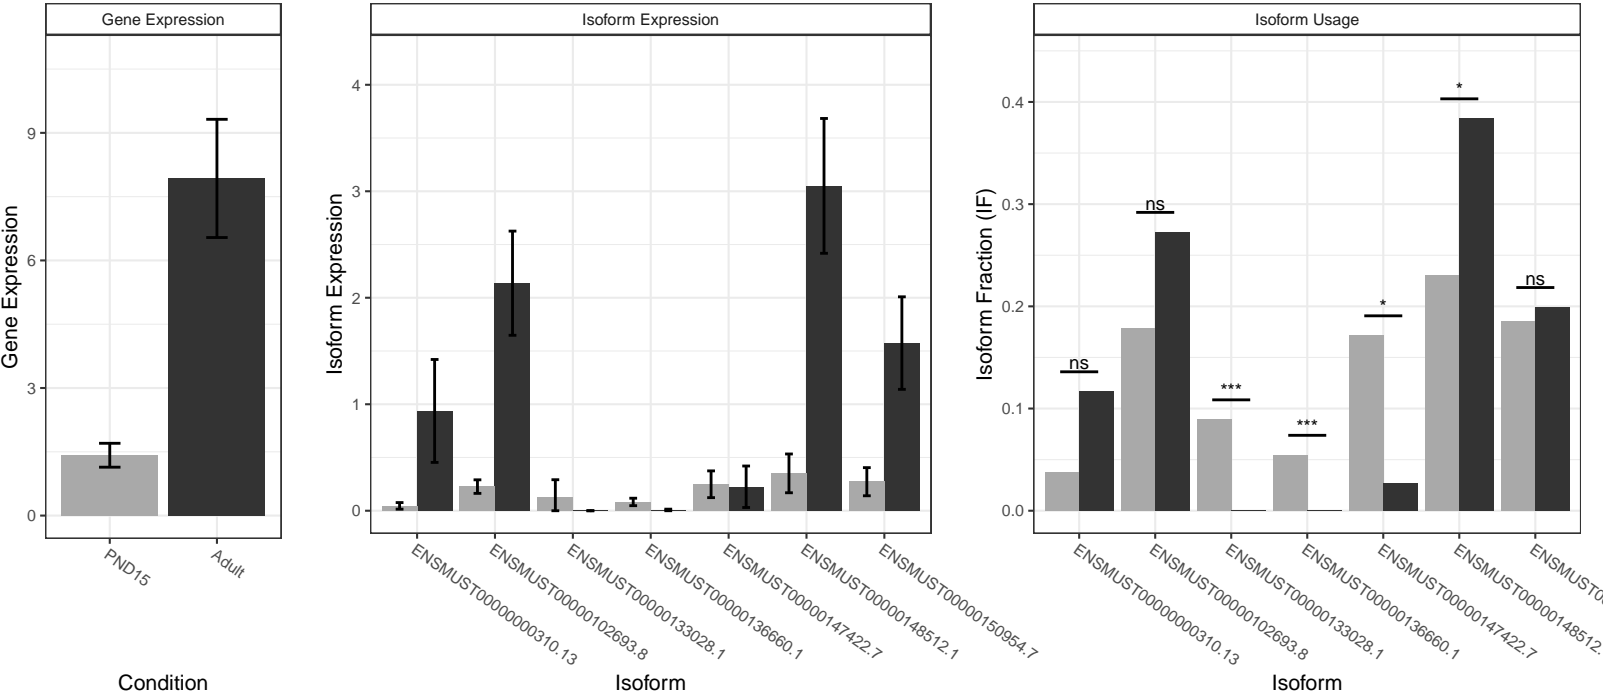 Gene Expression
Gene Expression
9
6
3
0
PND15
Adult
Condition
Isoform Expression
Isoform Expression
4
3
2
1
0
ENSMUST00000000310.13
ENSMUST00000102693.8
ENSMUST00000133028.1
ENSMUST00000136660.1
ENSMUST00000147422.7
ENSMUST00000148512.1
ENSMUST00000150954.7
Isoform
Isoform Usage
Isoform Fraction (IF)
0.4
0.3
0.2
0.1
0.0
ns
ns
***
***
*
*
ns
ENSMUST00000000310.13
ENSMUST00000102693.8
ENSMUST00000133028.1
ENSMUST00000136660.1
ENSMUST00000147422.7
ENSMUST00000148512.
Isoform